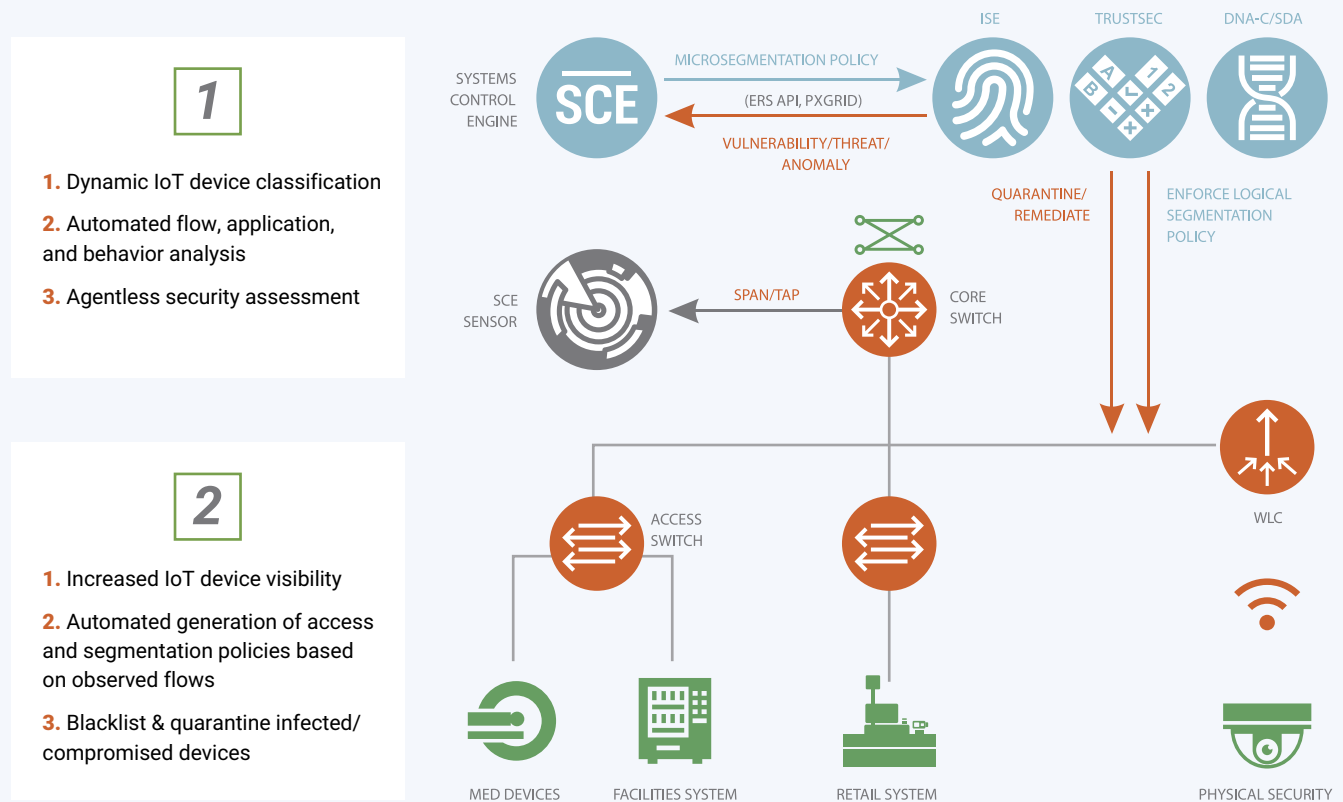 1
1. Dynamic IoT device classification
2. Automated flow, application,
and behavior analysis
3. Agentless security assessment
2
1. Increased IoT device visibility
2. Automated generation of access
and segmentation policies based
on observed flows
3. Blacklist & quarantine infected/
compromised devices
SYSTEMS
CONTROL
ENGINE
SCE
MICROSEGMENTATION POLICY
(ERS API, PXGRID)
VULNERABILITY/THREAT/
ANOMALY
ISE
TRUSTSEC
A
B
1
2
DNA-C/SDA
QUARANTINE/
REMEDIATE
ENFORCE LOGICAL
SEGMENTATION
POLICY
SCE
SENSOR
SPAN/TAP
CORE
SWITCH
ACCESS
SWITCH
WLC
MED DEVICES
FACILITIES SYSTEM
RETAIL SYSTEM
PHYSICAL SECURITY